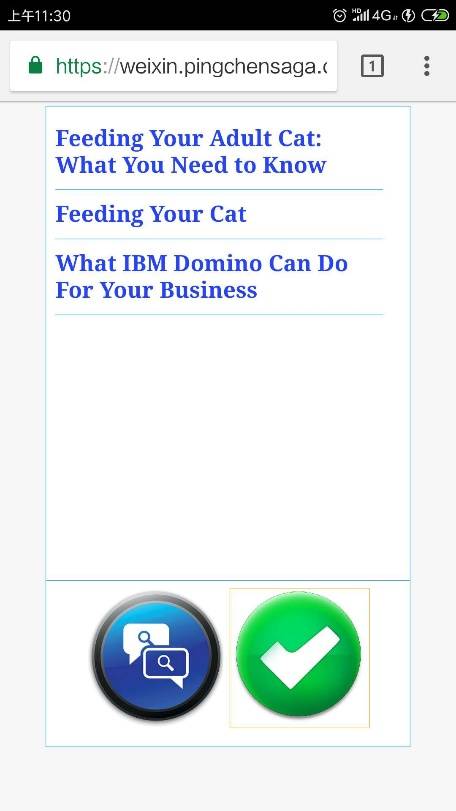 上午11:30
HD 4G
https://weixin.pingchensaga.
1
Feeding Your Adult Cat:
What You Need to Know
Feeding Your Cat
What IBM Domino Can Do
For Your Business